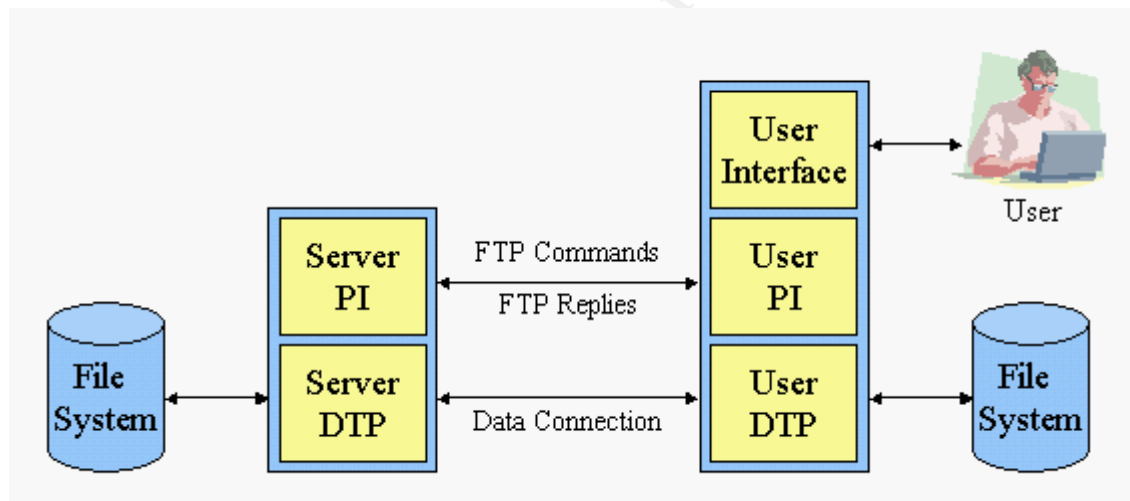 User
Interface
User
Server
PI
FTP Commands
FTP Replies
User
PI
File
System
Server
DTP
Data Connection
User
DTP
File
System